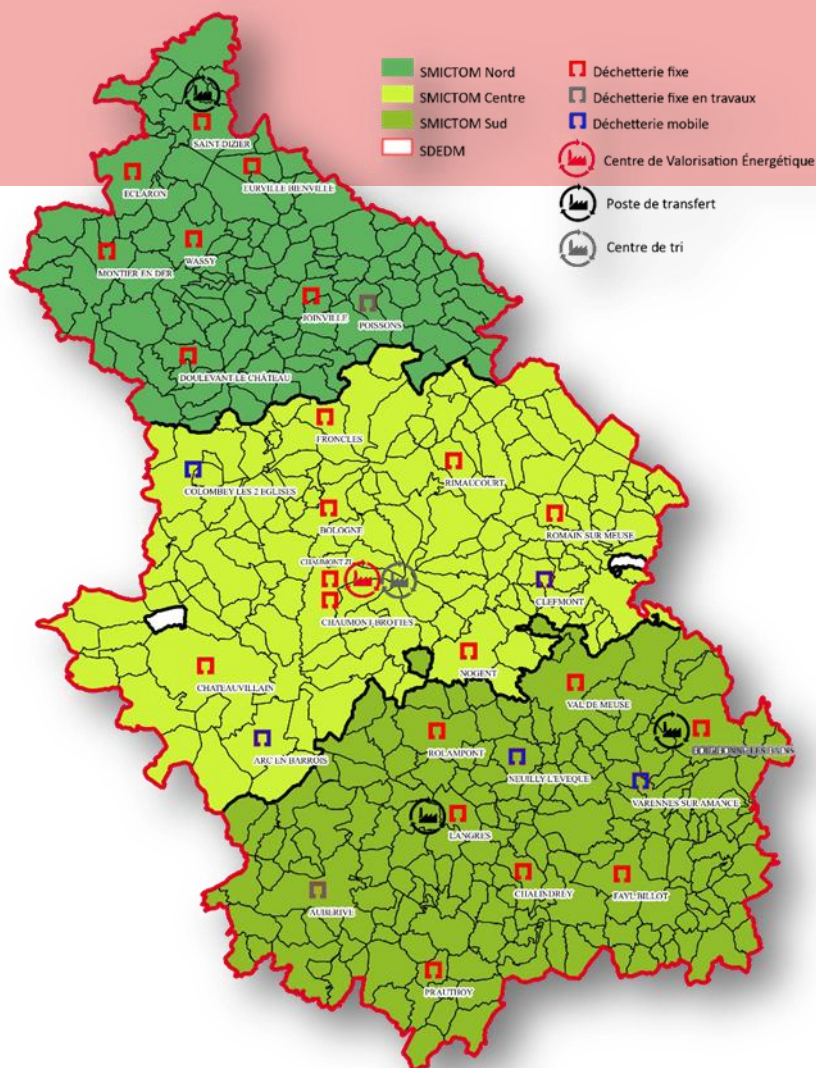 SMICTOM Nord
SMICTOM Centre
SMICTOM Sud
SDEDM
Déchetterie fixe
Déchetterie fixe en travaux
Déchetterie mobile
Centre de Valorisation Énergétique
Poste de transfert
Centre de tri
SAINT DIZIER
EURVILLE BIENVILLE
ECLARON
WASSY
MONTIER EN DER
JOINVILLE
POISSONS
DOULEVANT LE CHÂTEAU
FRONCLES
RIMAUCOURT
COLOMBEY LES 2 EGLISES
BOLOGNE
ROMAIN SUR MEUSE
CHAUMONT ZI
CLEFMONT
CHAUMONT BROTTES
CHATEAUVILLAIN
NOGENT
VAL DE MEUSE
ARC EN BARROIS
ROLAMPONT
BOURBONNE LES BAINS
NEUILLY L'EVEQUE
VARENNES SUR AMANCE
LANGRES
CHALINDREY
FAYL BILLOT
AUBERIVE
PRAUTHOY